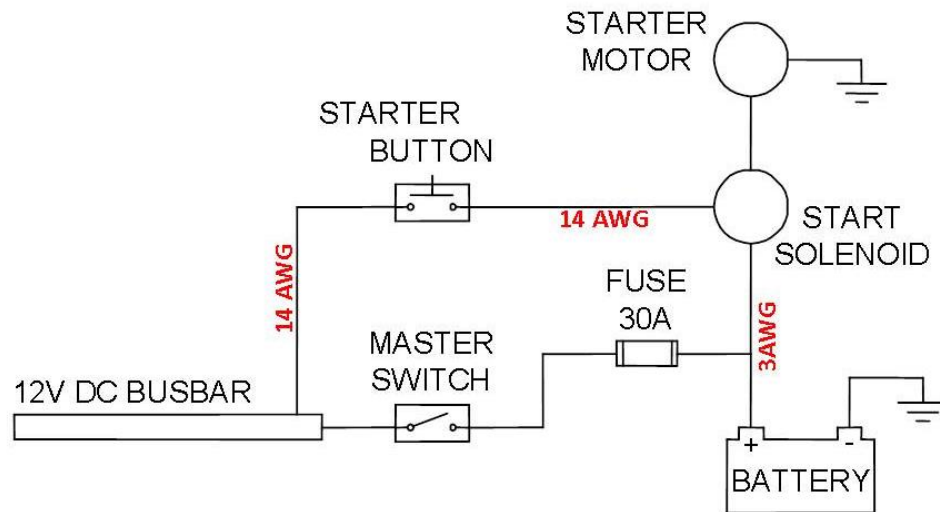 STARTER
MOTOR
STARTER
BUTTON
14 AWG
START
SOLENOID
14 AWG
FUSE
30A
3AWG
MASTER
SWITCH
12V DC BUSBAR
+
-
BATTERY